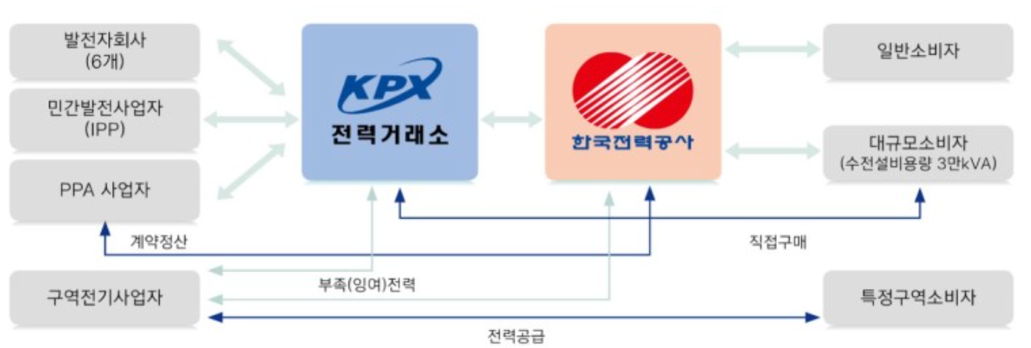 발전자회사
(6개)
민간발전사업자
(IPP)
PPA 사업자
구역전기사업자
KPX
전력거래소
한국전력공사
일반소비자
대규모소비자
(수전설비용량 3만kVA)
특정구역소비자
계약정산
직접구매
부족(잉여)전력
전력공급